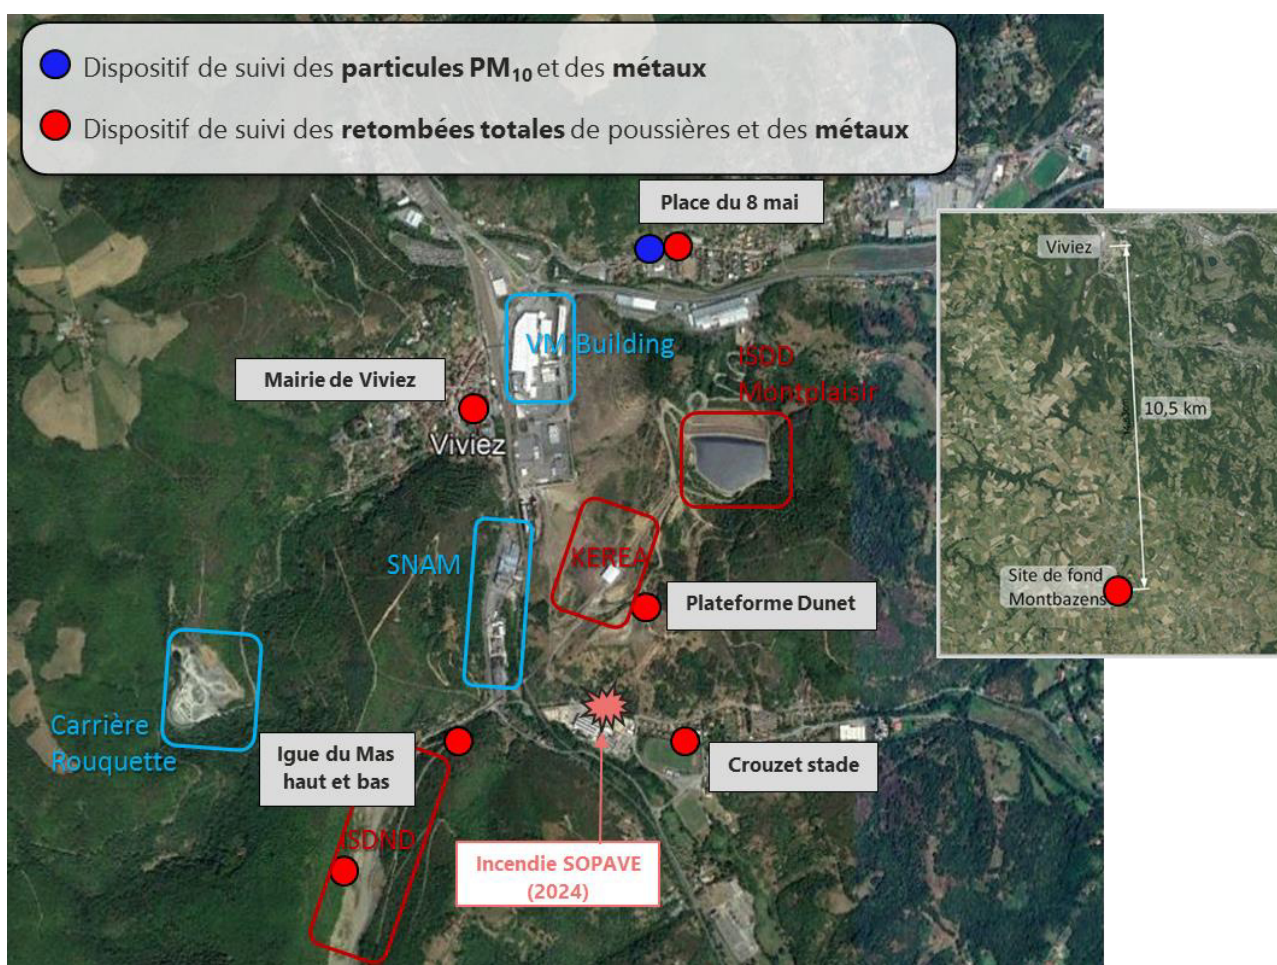 Dispositif de suivi des particules PM₁₀ et des métaux
Dispositif de suivi des retombées totales de poussières et des métaux
Place du 8 mai
Viviez
VM Building
ISDD
Montplaisir
Mairie de Viviez
Viviez
10,5 km
SNAM
KEREA
Site de fond
Montbazens
Plateforme Dunet
Carrière
Rouquette
Igue du Mas
haut et bas
Crouzet stade
ISDND
Incendie SOPAVE
(2024)